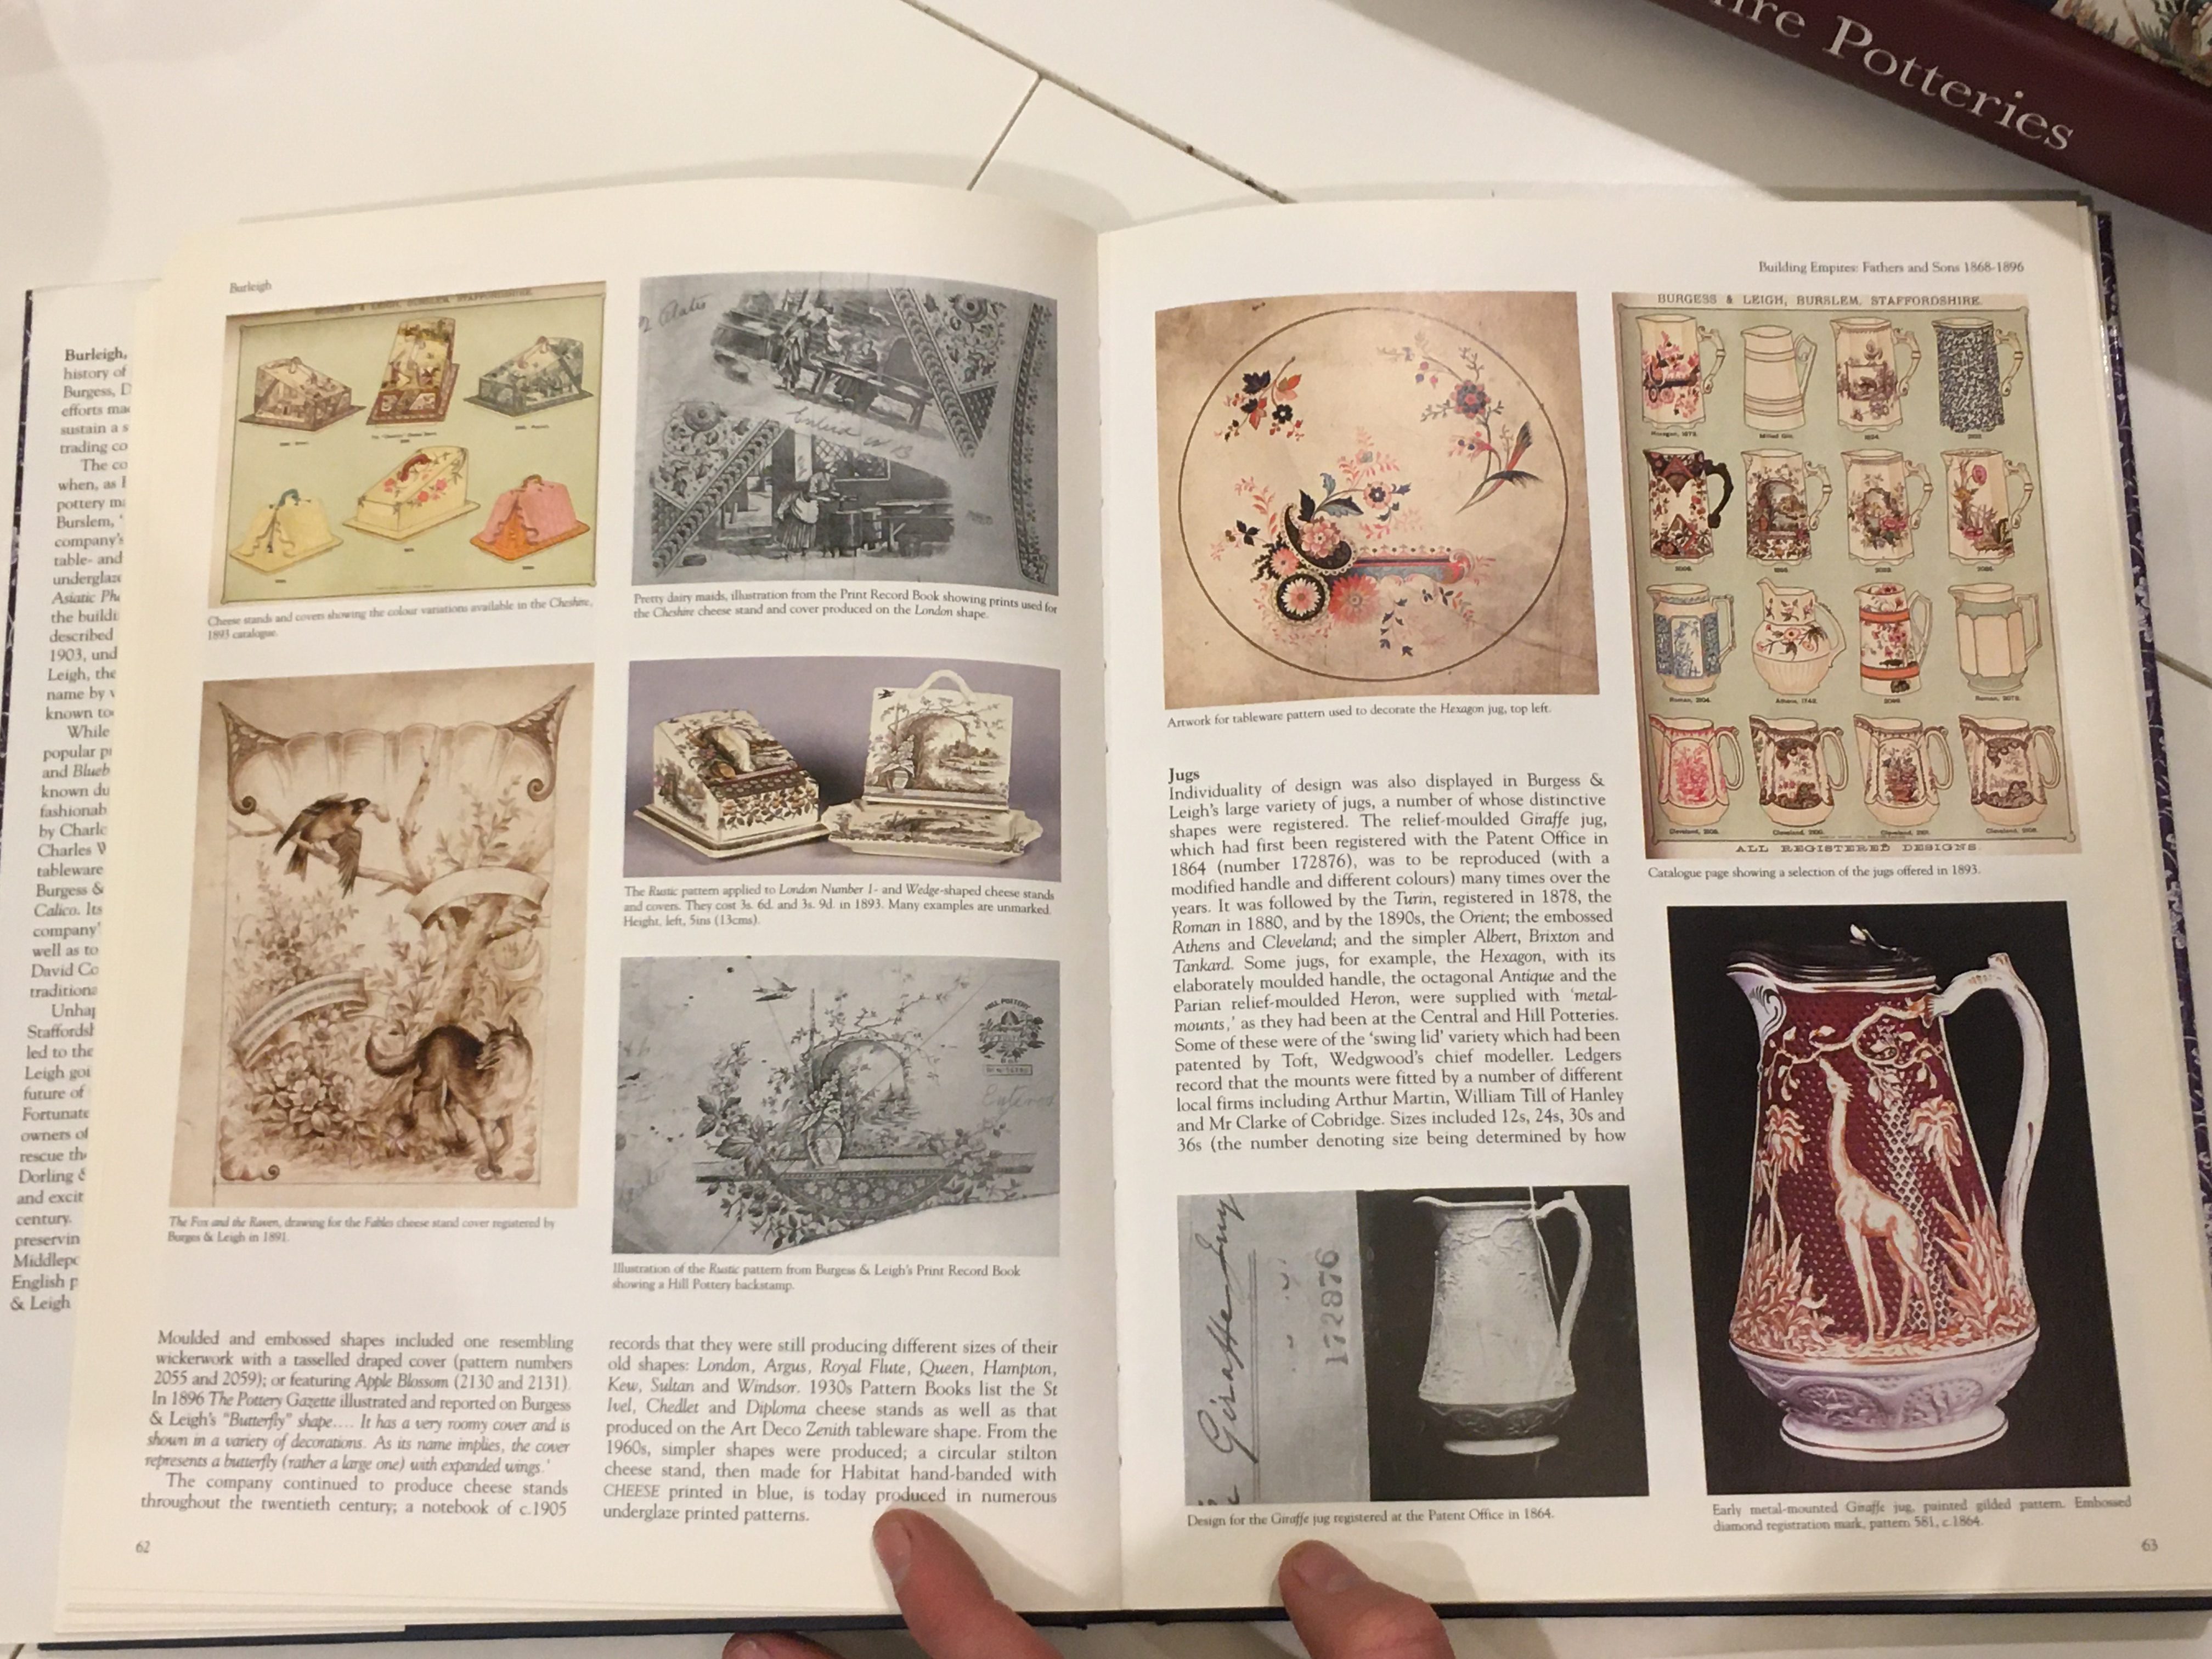 ire Potteries
Burleigh,
history of
Burgess, D
efforts ma
sustain a s
trading co
The co
when, as I
pottery m
Burslem, '
company's
table- and
underglaze
Asiatic Ph
the buildi
described
1903, und
Leigh, the
name by
known to
While
popular p
and Blueb
known du
fashionab
by Charle
Charles W
tableware
Burgess &
Calico. Its
company'
well as to
David Co
traditiona
Unhap
Staffordsh
led to the
Leigh goi
future of
Fortunate
owners of
rescue th
Dorling &
and excit
century.
preservin
Middlepo
English p
& Leigh
Burleigh
Cheese stands and covers showing the colour variations available in the Cheshire,
1893 catalogue.
The Fox and the Raven, drawing for the Fables cheese stand cover registered by
Burges & Leigh in 1891.
Pretty dairy maids, illustration from the Print Record Book showing prints used for
the Cheshire cheese stand and cover produced on the London shape.
The Rustic pattern applied to London Number 1- and Wedge-shaped cheese stands
and covers. They cost 3s. 6d. and 3s. 9d. in 1893. Many examples are unmarked.
Height, left, 5ins (13cms).
HILL POTTERY
Entered
Illustration of the Rustic pattern from Burgess & Leigh's Print Record Book
showing a Hill Pottery backstamp.
Moulded and embossed shapes included one resembling
wickerwork with a tasselled draped cover (pattern numbers
2055 and 2059); or featuring Apple Blossom (2130 and 2131).
In 1896 The Pottery Gazette illustrated and reported on Burgess
& Leigh's "Butterfly" shape.... It has a very roomy cover and is
shown in a variety of decorations. As its name implies, the cover
represents a butterfly (rather a large one) with expanded wings.'
The company continued to produce cheese stands
throughout the twentieth century; a notebook of c.1905
records that they were still producing different sizes of their
old shapes: London, Argus, Royal Flute, Queen, Hampton,
Kew, Sultan and Windsor. 1930s Pattern Books list the St
Ivel, Chedlet and Diploma cheese stands as well as that
produced on the Art Deco Zenith tableware shape. From the
1960s, simpler shapes were produced; a circular stilton
cheese stand, then made for Habitat hand-banded with
CHEESE printed in blue, is today produced in numerous
underglaze printed patterns.
62
Building Empires: Fathers and Sons 1868-1896
Artwork for tableware pattern used to decorate the Hexagon jug, top left.
Jugs
Individuality of design was also displayed in Burgess &
Leigh's large variety of jugs, a number of whose distinctive
shapes were registered. The relief-moulded Giraffe jug,
which had first been registered with the Patent Office in
1864 (number 172876), was to be reproduced (with a
modified handle and different colours) many times over the
years. It was followed by the Turin, registered in 1878, the
Roman in 1880, and by the 1890s, the Orient; the embossed
Athens and Cleveland; and the simpler Albert, Brixton and
Tankard. Some jugs, for example, the Hexagon, with its
elaborately moulded handle, the octagonal Antique and the
Parian relief-moulded Heron, were supplied with 'metal-
mounts,' as they had been at the Central and Hill Potteries.
Some of these were of the 'swing lid' variety which had been
patented by Toft, Wedgwood's chief modeller. Ledgers
record that the mounts were fitted by a number of different
local firms including Arthur Martin, William Till of Hanley
and Mr Clarke of Cobridge. Sizes included 12s, 24s, 30s and
36s (the number denoting size being determined by how
Giraffe Jug
172876
Design for the Giraffe jug registered at the Patent Office in 1864.
BURGESS & LEIGH, BURSLEM, STAFFORDSHIRE.
Hexagon, 1873.
Roman, 2104. Athens, 1742. Roman, 2072.
Cleveland, Cleveland, 2100. Cleveland, Cleveland,
ALL REGISTERED DESIGNS
Catalogue page showing a selection of the jugs offered in 1893.
Early metal-mounted Giraffe jug, painted gilded pattern. Embossed
diamond registration mark, pattern 581, c.1864.
63